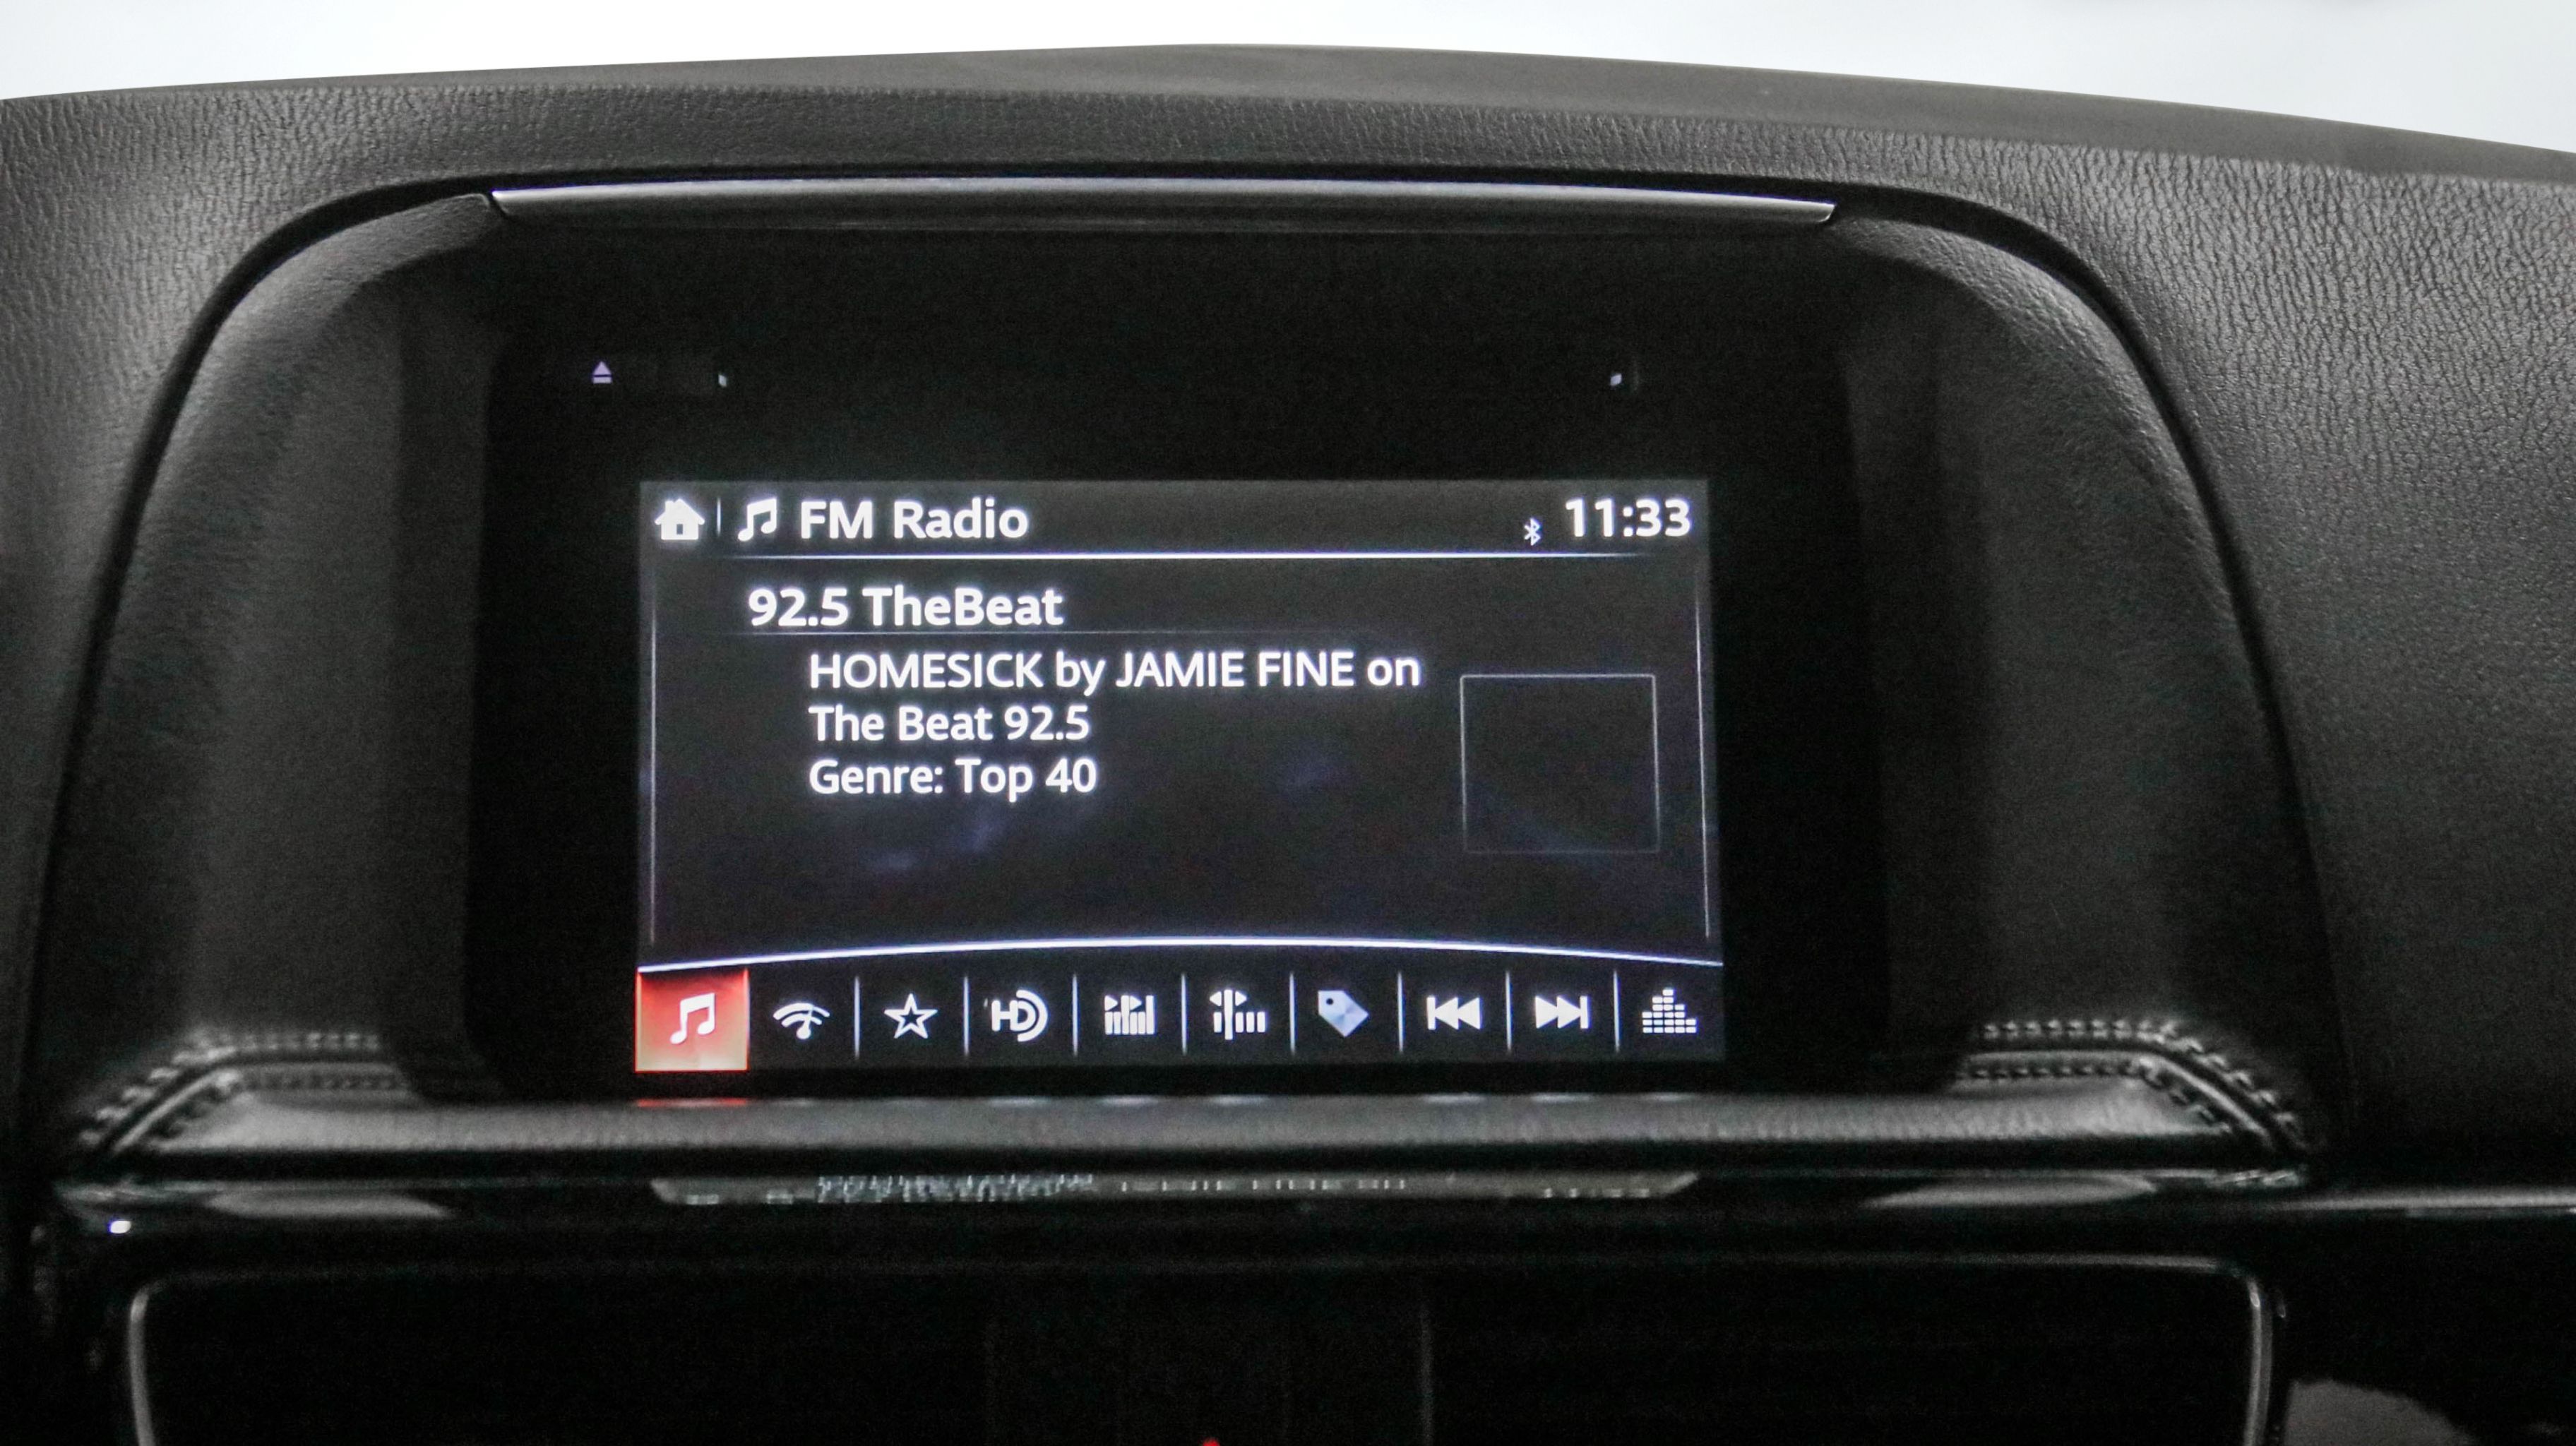 FM Radio
11:33
92.5 TheBeat
HOMESICK by JAMIE FINE on
The Beat 92.5
Genre: Top 40
HD